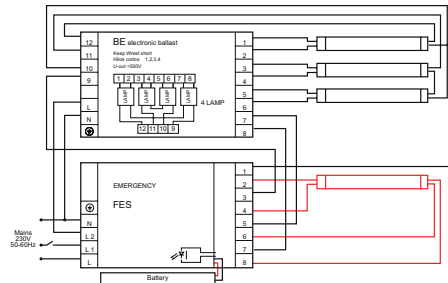 BE electronic ballast
Keep Wires short
Hilos cortos 1,2,3,4
U-out <500V
12
11
10
9
L
N
1
2
3
4
5
6
7
8
1 2 3 4 5 6 7 8
LAMP LAMP LAMP LAMP
4 LAMP
12 11 10 9
EMERGENCY
FES
N
L 2
L 1
L
1
2
3
4
5
6
7
8
Mains
230V
50-60Hz
Battery